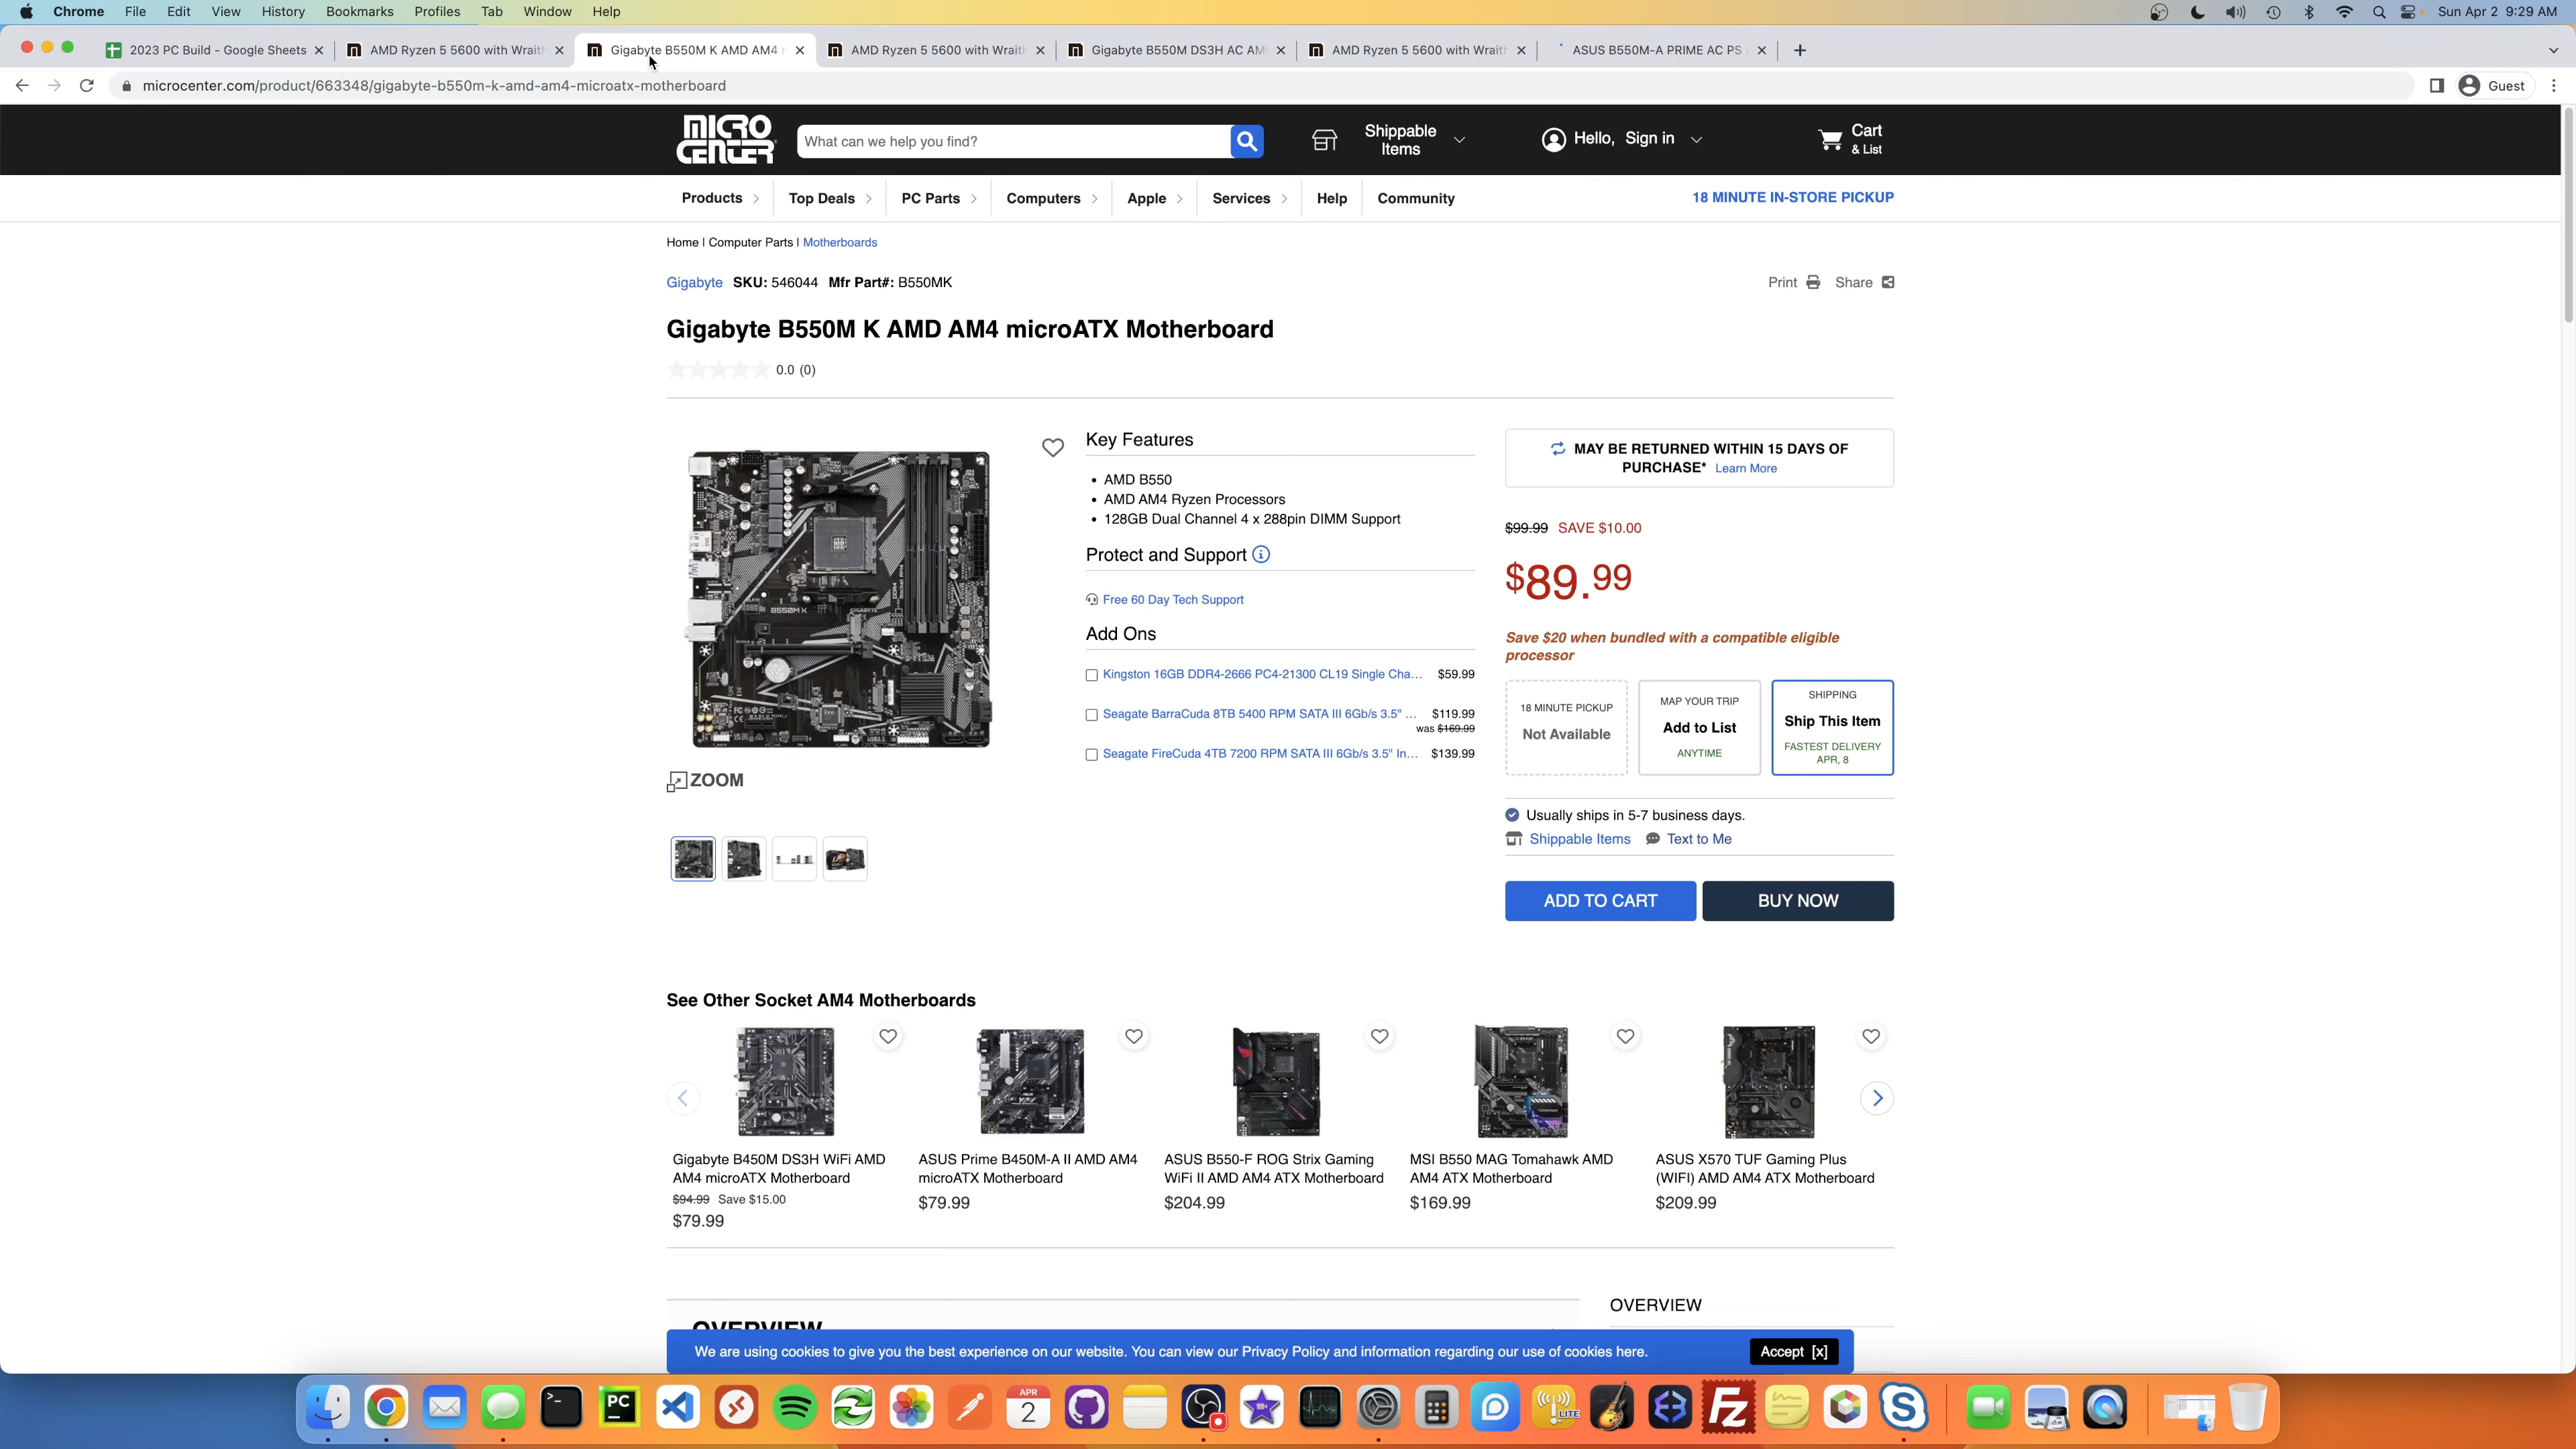 Chrome File Edit View History Bookmarks Profiles Tab Window Help Sun Apr 2 9:29 AM
2023 PC Build - Google Sheets AMD Ryzen 5 5600 with Wraith Gigabyte B550M K AMD AM4 AMD Ryzen 5 5600 with Wraith Gigabyte B550M DS3H AC AM AMD Ryzen 5 5600 with Wraith ASUS B550M-A PRIME AC PS
microcenter.com/product/663348/gigabyte-b550m-k-amd-am4-microatx-motherboard Guest
MICRO CENTER
What can we help you find?
Shippable Items
Hello, Sign in
Cart & List
Products Top Deals PC Parts Computers Apple Services Help Community 18 MINUTE IN-STORE PICKUP
Home | Computer Parts | Motherboards
Gigabyte SKU: 546044 Mfr Part#: B550MK Print Share
Gigabyte B550M K AMD AM4 microATX Motherboard
0.0 (0)
ZOOM
Key Features
• AMD B550
• AMD AM4 Ryzen Processors
• 128GB Dual Channel 4 x 288pin DIMM Support
Protect and Support
Free 60 Day Tech Support
Add Ons
Kingston 16GB DDR4-2666 PC4-21300 CL19 Single Cha... $59.99
Seagate BarraCuda 8TB 5400 RPM SATA III 6Gb/s 3.5" ... $119.99
was $169.99
Seagate FireCuda 4TB 7200 RPM SATA III 6Gb/s 3.5" In... $139.99
MAY BE RETURNED WITHIN 15 DAYS OF
PURCHASE* Learn More
$99.99 SAVE $10.00
$89.99
Save $20 when bundled with a compatible eligible
processor
18 MINUTE PICKUP
Not Available
MAP YOUR TRIP
Add to List
ANYTIME
SHIPPING
Ship This Item
FASTEST DELIVERY
APR, 8
Usually ships in 5-7 business days.
Shippable Items Text to Me
ADD TO CART BUY NOW
See Other Socket AM4 Motherboards
Gigabyte B450M DS3H WiFi AMD
AM4 microATX Motherboard
$94.99 Save $15.00
$79.99
ASUS Prime B450M-A II AMD AM4
microATX Motherboard
$79.99
ASUS B550-F ROG Strix Gaming
WiFi II AMD AM4 ATX Motherboard
$204.99
MSI B550 MAG Tomahawk AMD
AM4 ATX Motherboard
$169.99
ASUS X570 TUF Gaming Plus
(WIFI) AMD AM4 ATX Motherboard
$209.99
OVERVIEW
OVERVIEW
We are using cookies to give you the best experience on our website. You can view our Privacy Policy and information regarding our use of cookies here. Accept [x]
PC
APR
2
LITE
Fz